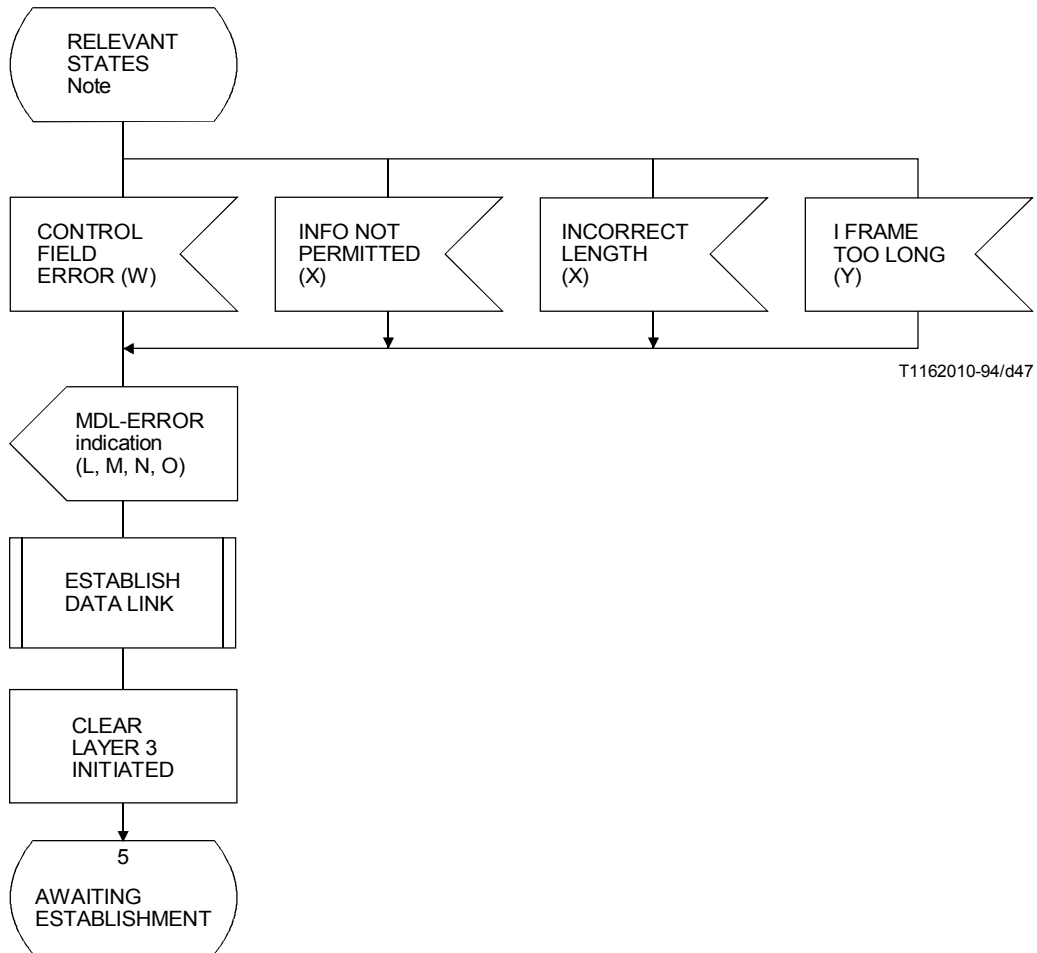 RELEVANT
STATES
Note
CONTROL
FIELD
ERROR (W)
INFO NOT
PERMITTED
(X)
INCORRECT
LENGTH
(X)
I FRAME
TOO LONG
(Y)
T1162010-94/d47
MDL-ERROR
indication
(L, M, N, O)
ESTABLISH
DATA LINK
CLEAR
LAYER 3
INITIATED
5
AWAITING
ESTABLISHMENT